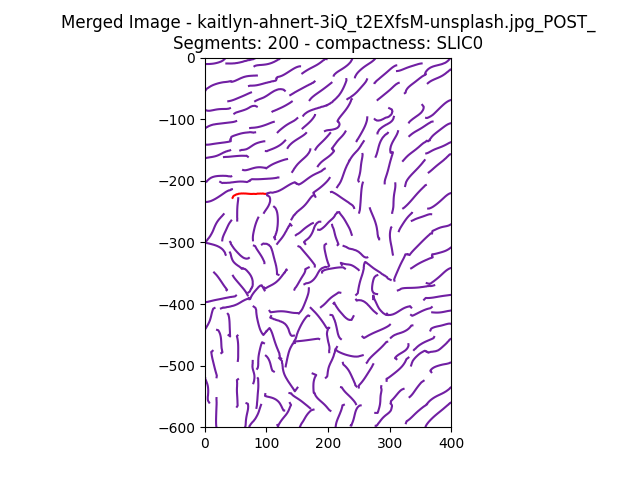 Merged Image - kaitlyn-ahnert-3iQ_t2EXfsM-unsplash.jpg_POST_
Segments: 200 - compactness: SLIC0
0
−100
−200
−300
−400
−500
−600
0 100 200 300 400